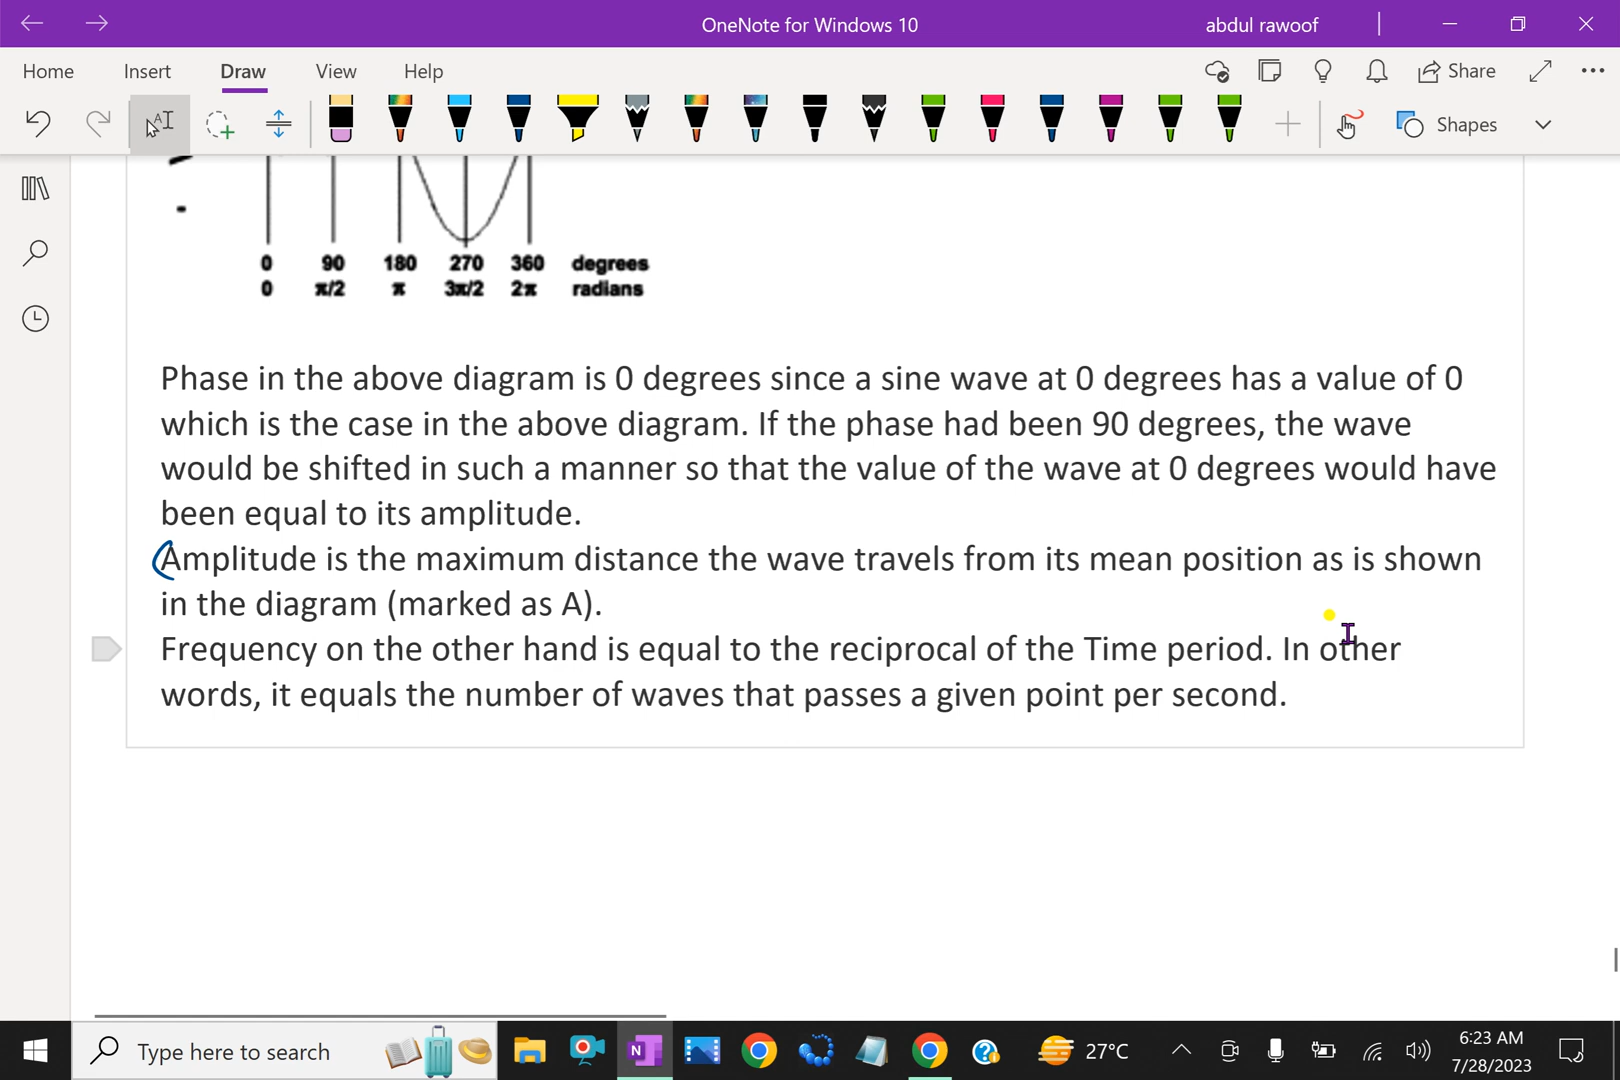 OneNote for Windows 10
abdul rawoof
Home Insert Draw View Help
Share
Shapes
0 90 180 270 360 degrees
0 π/2 π 3π/2 2π radians
Phase in the above diagram is 0 degrees since a sine wave at 0 degrees has a value of 0
which is the case in the above diagram. If the phase had been 90 degrees, the wave
would be shifted in such a manner so that the value of the wave at 0 degrees would have
been equal to its amplitude.
Amplitude is the maximum distance the wave travels from its mean position as is shown
in the diagram (marked as A).
Frequency on the other hand is equal to the reciprocal of the Time period. In other
words, it equals the number of waves that passes a given point per second.
Type here to search
27°C
6:23 AM
7/28/2023